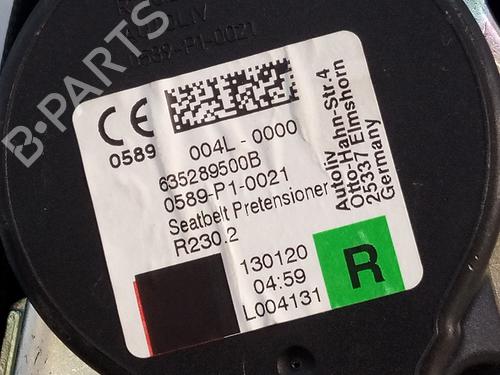 AUTOLIV
0589-P1-0021
CE
0589
004L - 0000
635289500B
0589-P1-0021
Seatbelt Pretensioner
R230.2
Autoliv
Otto-Hahn-Str.4
25337 Elmshorn
Germany
130120
04:59
L004131
R
B-PARTS